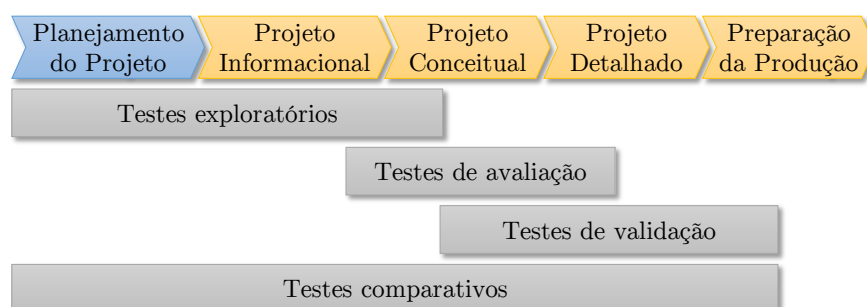 Planejamento
do Projeto
Projeto
Informacional
Projeto
Conceitual
Projeto
Detalhado
Preparação
da Produção
Testes exploratórios
Testes de avaliação
Testes de validação
Testes comparativos